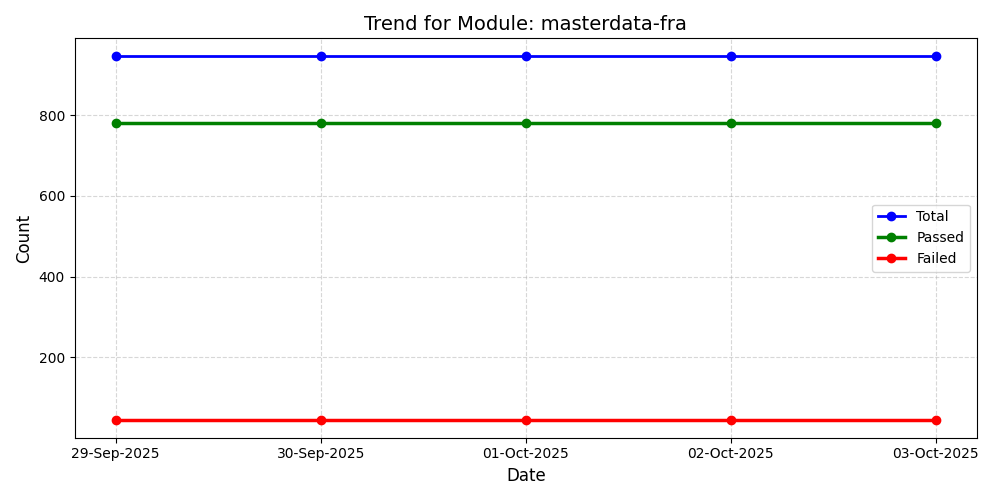 Trend for Module: masterdata-fra
Count
800
600
400
200
Total
Passed
Failed
29-Sep-2025
30-Sep-2025
01-Oct-2025
02-Oct-2025
03-Oct-2025
Date